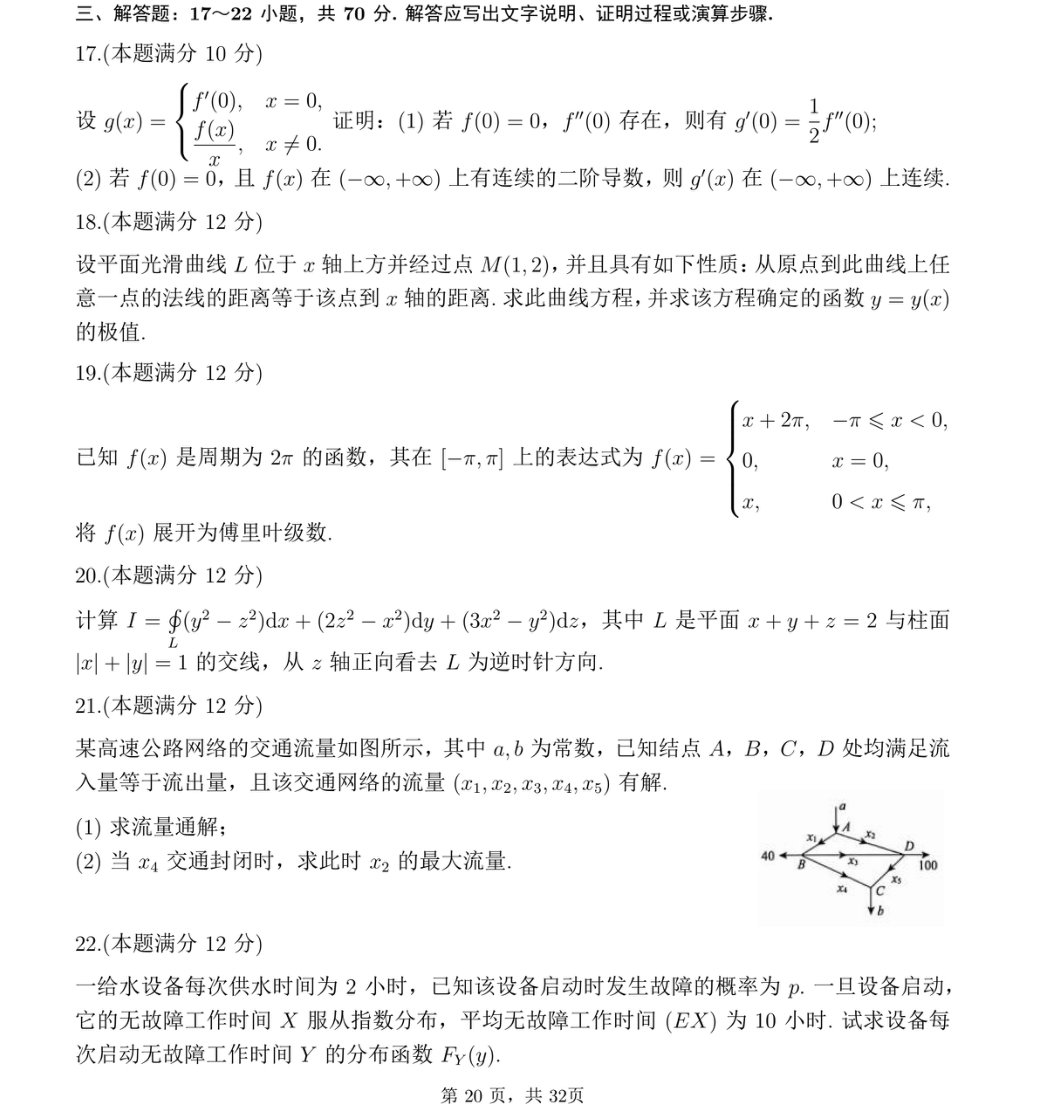 三、解答题：17～22 小题，共 70 分. 解答应写出文字说明、证明过程或演算步骤.
17.(本题满分 10 分)
设 g(x) = { f′(0), x = 0, f(x)/x, x ≠ 0. 证明：(1) 若 f(0) = 0，f″(0) 存在，则有 g′(0) = 1/2 f″(0);
(2) 若 f(0) = 0，且 f(x) 在 (−∞, +∞) 上有连续的二阶导数，则 g′(x) 在 (−∞, +∞) 上连续.
18.(本题满分 12 分)
设平面光滑曲线 L 位于 x 轴上方并经过点 M(1, 2)，并且具有如下性质：从原点到此曲线上任
意一点的法线的距离等于该点到 x 轴的距离. 求此曲线方程，并求该方程确定的函数 y = y(x)
的极值.
19.(本题满分 12 分)
已知 f(x) 是周期为 2π 的函数，其在 [−π, π] 上的表达式为 f(x) = { x + 2π, −π ⩽ x < 0, 0, x = 0, x, 0 < x ⩽ π,
将 f(x) 展开为傅里叶级数.
20.(本题满分 12 分)
计算 I = ∮_L (y² − z²)dx + (2z² − x²)dy + (3x² − y²)dz，其中 L 是平面 x + y + z = 2 与柱面
|x| + |y| = 1 的交线，从 z 轴正向看去 L 为逆时针方向.
21.(本题满分 12 分)
某高速公路网络的交通流量如图所示，其中 a, b 为常数，已知结点 A，B，C，D 处均满足流
入量等于流出量，且该交通网络的流量 (x₁, x₂, x₃, x₄, x₅) 有解.
(1) 求流量通解;
(2) 当 x₄ 交通封闭时，求此时 x₂ 的最大流量.
a
A
x₁
x₂
D
40
B
x₃
100
x₄
C
x₅
b
22.(本题满分 12 分)
一给水设备每次供水时间为 2 小时，已知该设备启动时发生故障的概率为 p. 一旦设备启动，
它的无故障工作时间 X 服从指数分布，平均无故障工作时间 (EX) 为 10 小时. 试求设备每
次启动无故障工作时间 Y 的分布函数 F_Y(y).
第 20 页，共 32页